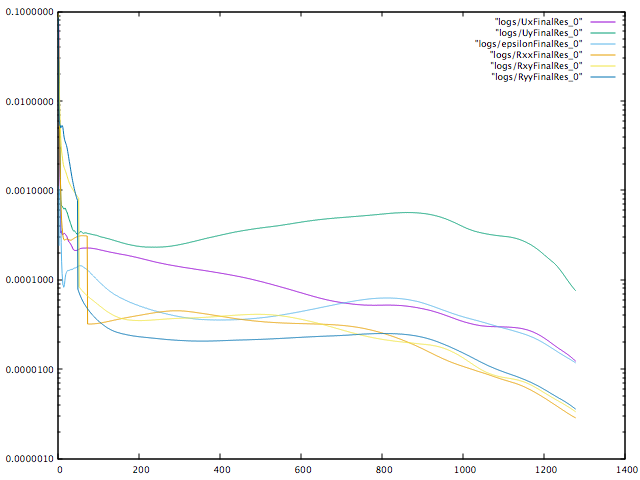 0.1000000
0.0100000
0.0010000
0.0001000
0.0000100
0.0000010
"logs/UxFinalRes_0"
"logs/UyFinalRes_0"
"logs/epsilonFinalRes_0"
"logs/RxxFinalRes_0"
"logs/RxyFinalRes_0"
"logs/RyyFinalRes_0"
0 200 400 600 800 1000 1200 1400